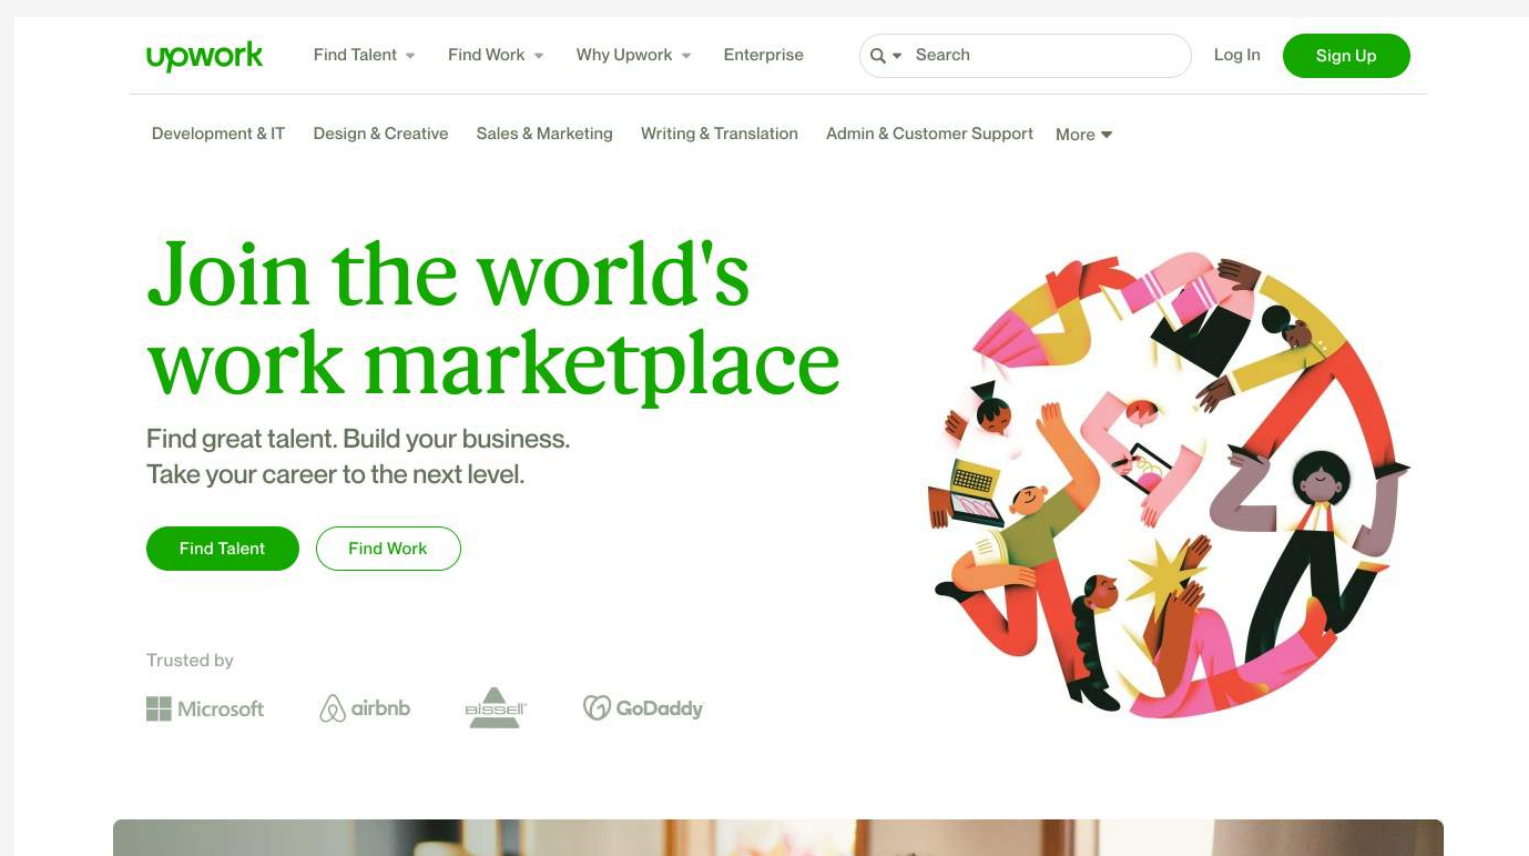 upwork
Find Talent
Find Work
Why Upwork
Enterprise
Search
Log In
Sign Up
Development & IT
Design & Creative
Sales & Marketing
Writing & Translation
Admin & Customer Support
More
Join the world's
work marketplace
Find great talent. Build your business.
Take your career to the next level.
Find Talent
Find Work
Trusted by
Microsoft
airbnb
BISSELL
GoDaddy